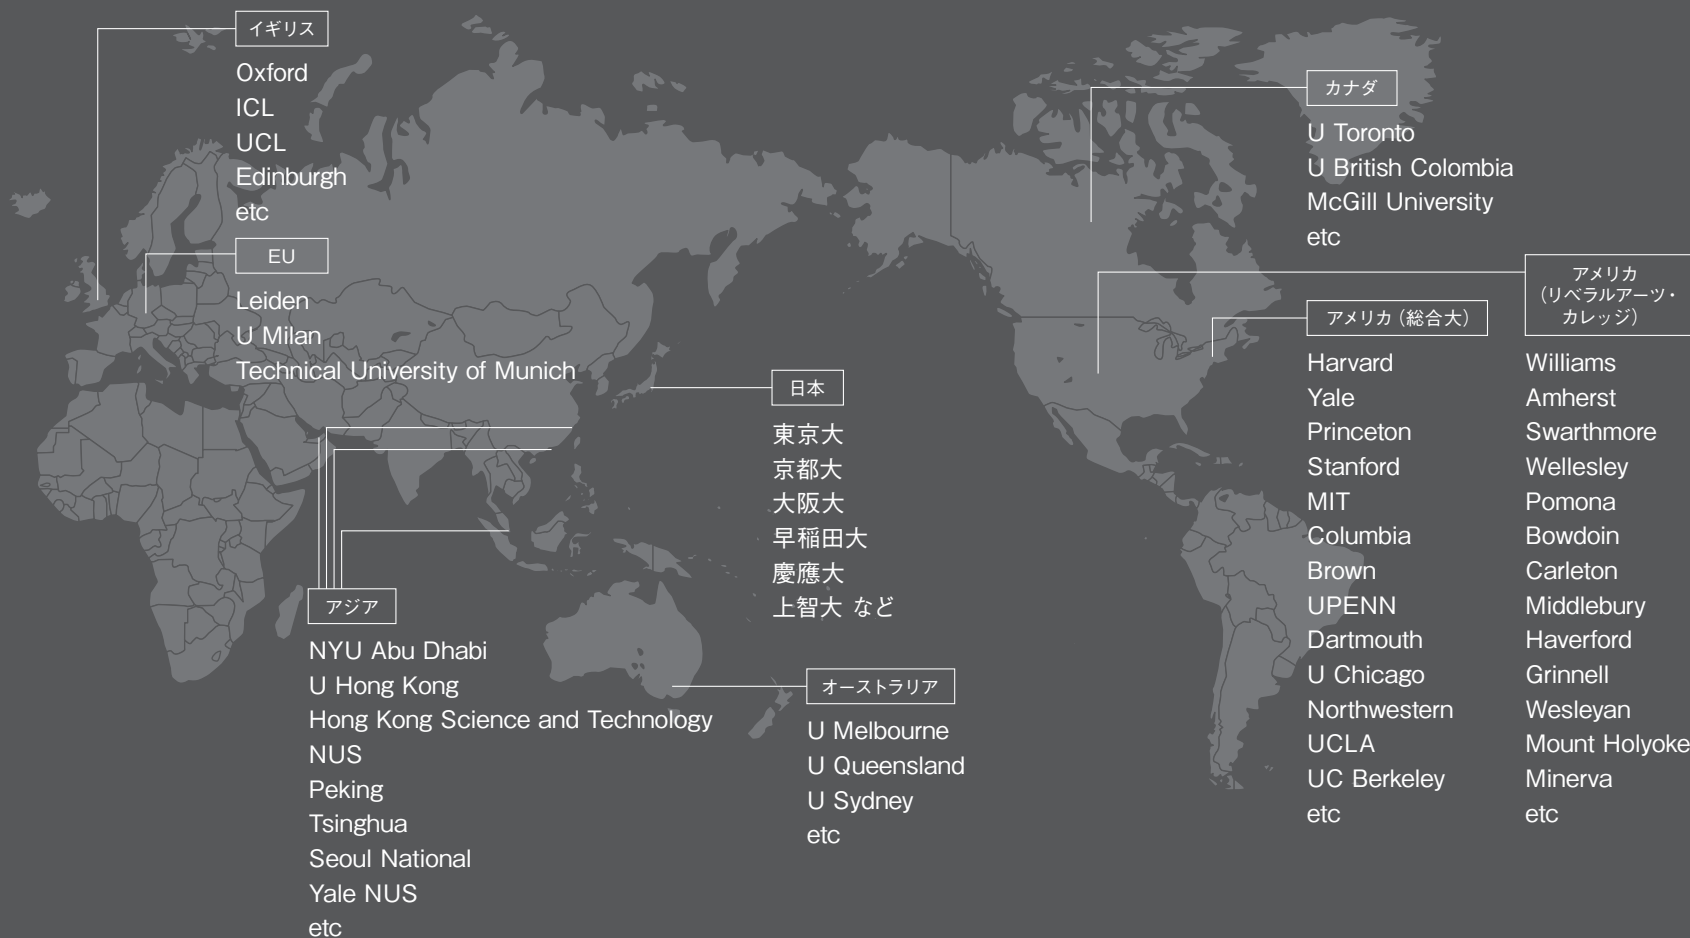 イギリス
Oxford
ICL
UCL
Edinburgh
etc
EU
Leiden
U Milan
Technical University of Munich
アジア
NYU Abu Dhabi
U Hong Kong
Hong Kong Science and Technology
NUS
Peking
Tsinghua
Seoul National
Yale NUS
etc
日本
東京大
京都大
大阪大
早稲田大
慶應大
上智大 など
オーストラリア
U Melbourne
U Queensland
U Sydney
etc
カナダ
U Toronto
U British Colombia
McGill University
etc
アメリカ（総合大）
Harvard
Yale
Princeton
Stanford
MIT
Columbia
Brown
UPENN
Dartmouth
U Chicago
Northwestern
UCLA
UC Berkeley
etc
アメリカ
（リベラルアーツ・
カレッジ）
Williams
Amherst
Swarthmore
Wellesley
Pomona
Bowdoin
Carleton
Middlebury
Haverford
Grinnell
Wesleyan
Mount Holyoke
Minerva
etc